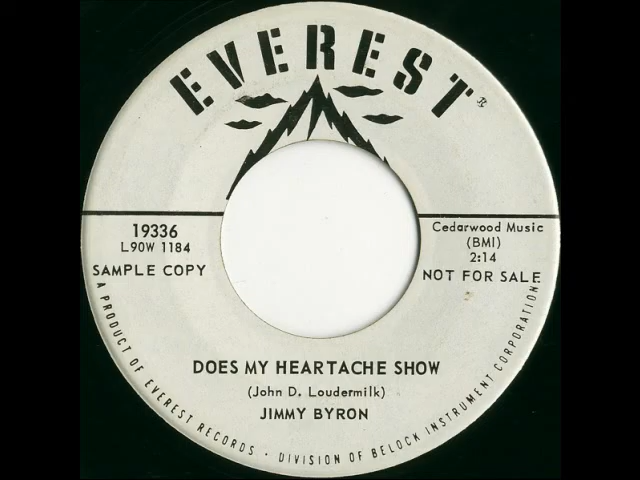 EVEREST
19336
L90W 1184
SAMPLE COPY
Cedarwood Music
(BMI)
2:14
NOT FOR SALE
DOES MY HEARTACHE SHOW
(John D. Loudermilk)
JIMMY BYRON
A PRODUCT OF EVEREST RECORDS · DIVISION OF BELOCK INSTRUMENT CORPORATION